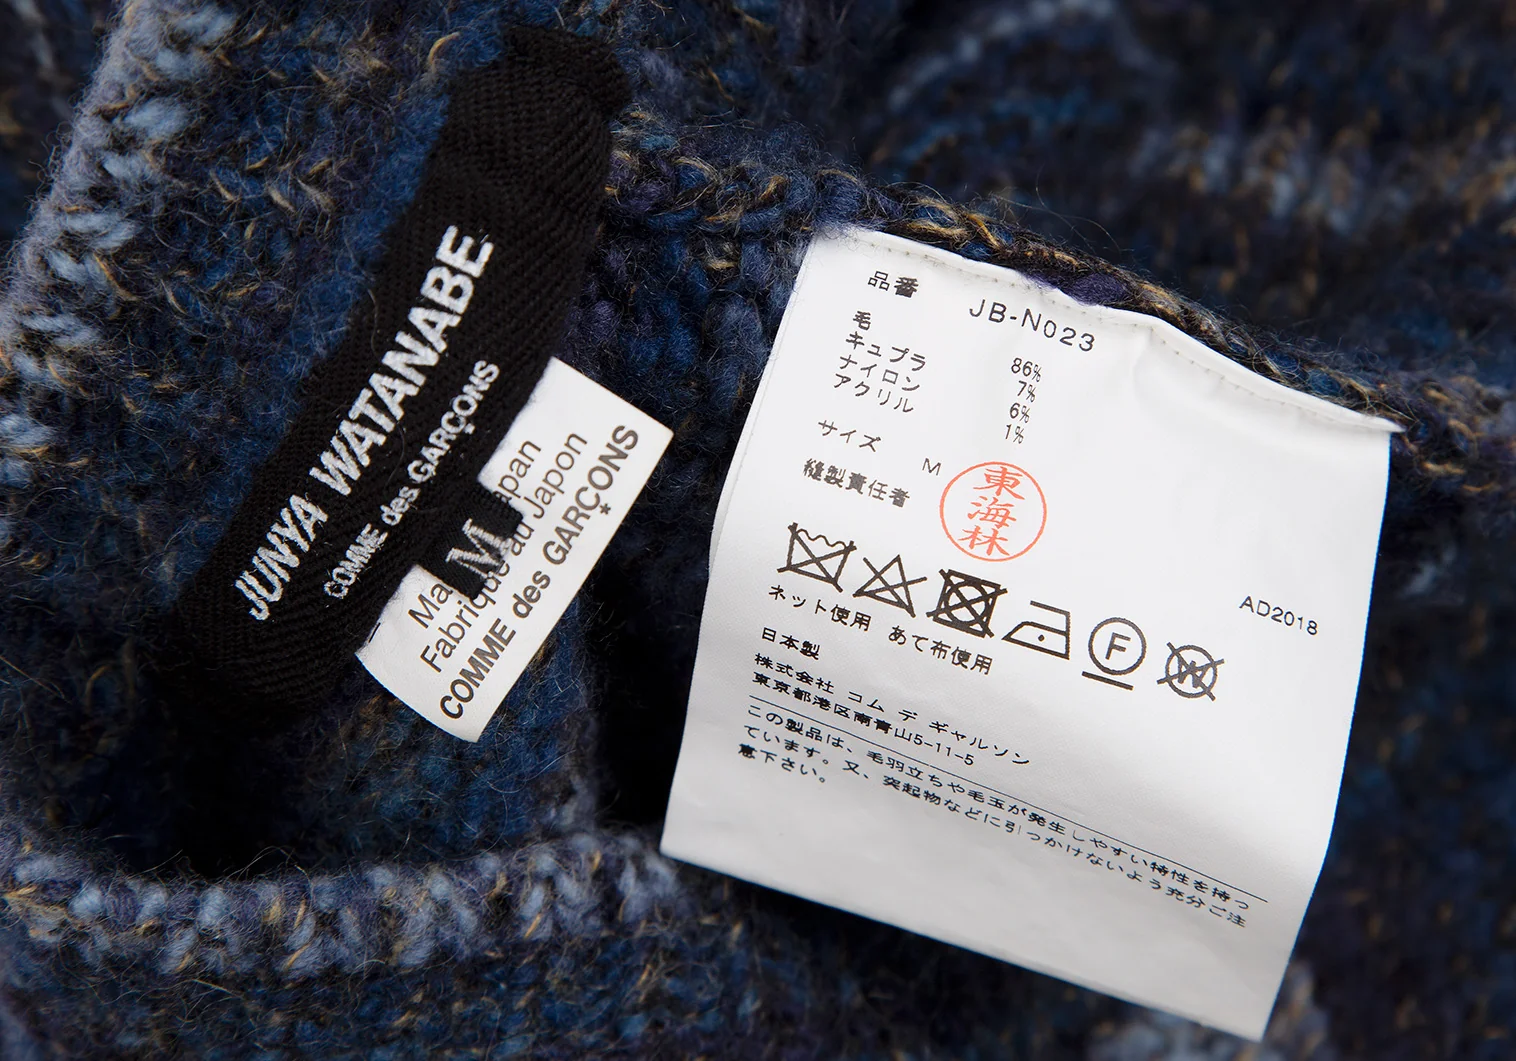 JUNYA WATANABE
COMME des GARÇONS
M
Fabriqué au Japon
COMME des GARÇONS
*
品番 JB-N023
毛 86%
キュプラ 7%
ナイロン 6%
アクリル 1%
サイズ M
縫製責任者
東海林
F
W
ネット使用 あて布使用
AD2018
日本製
株式会社 コム デ ギャルソン
東京都港区南青山5-11-5
この製品は、毛羽立ちや毛玉が発生しやすい特性を持っ
ています。又、突起物などに引っかけないよう充分ご注
意下さい。